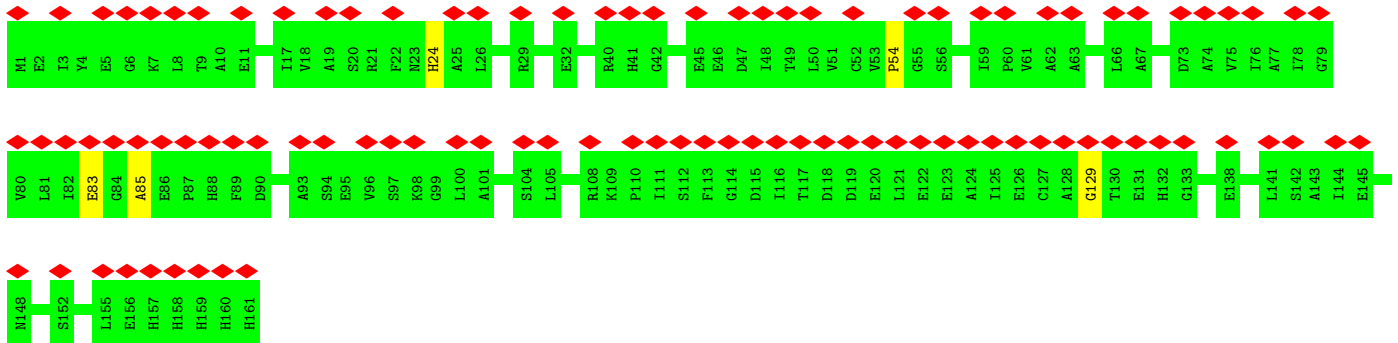 M1 E2 I3 Y4 E5 G6 K7 L8 T9 A10 E11 I17 V18 A19 S20 R21 F22 N23 H24 A25 L26 R29 E32 R40 H41 G42 E45 E46 D47 I48 T49 L50 V51 C52 V53 P54 G55 S56 I59 P60 V61 A62 A63 L66 A67 D73 A74 V75 I76 A77 I78 G79
V80 L81 I82 E83 G84 A85 E86 P87 H88 F89 D90 A93 S94 E95 V96 S97 K98 G99 L100 A101 S104 L105 R108 K109 P110 I111 S112 F113 G114 D115 I116 T117 D118 D119 E120 L121 E122 E123 A124 I125 E126 C127 A128 G129 T130 E131 H132 G133 E138 L141 S142 A143 I144 E145
N148 S152 L155 E156 H157 H158 H159 H160 H161